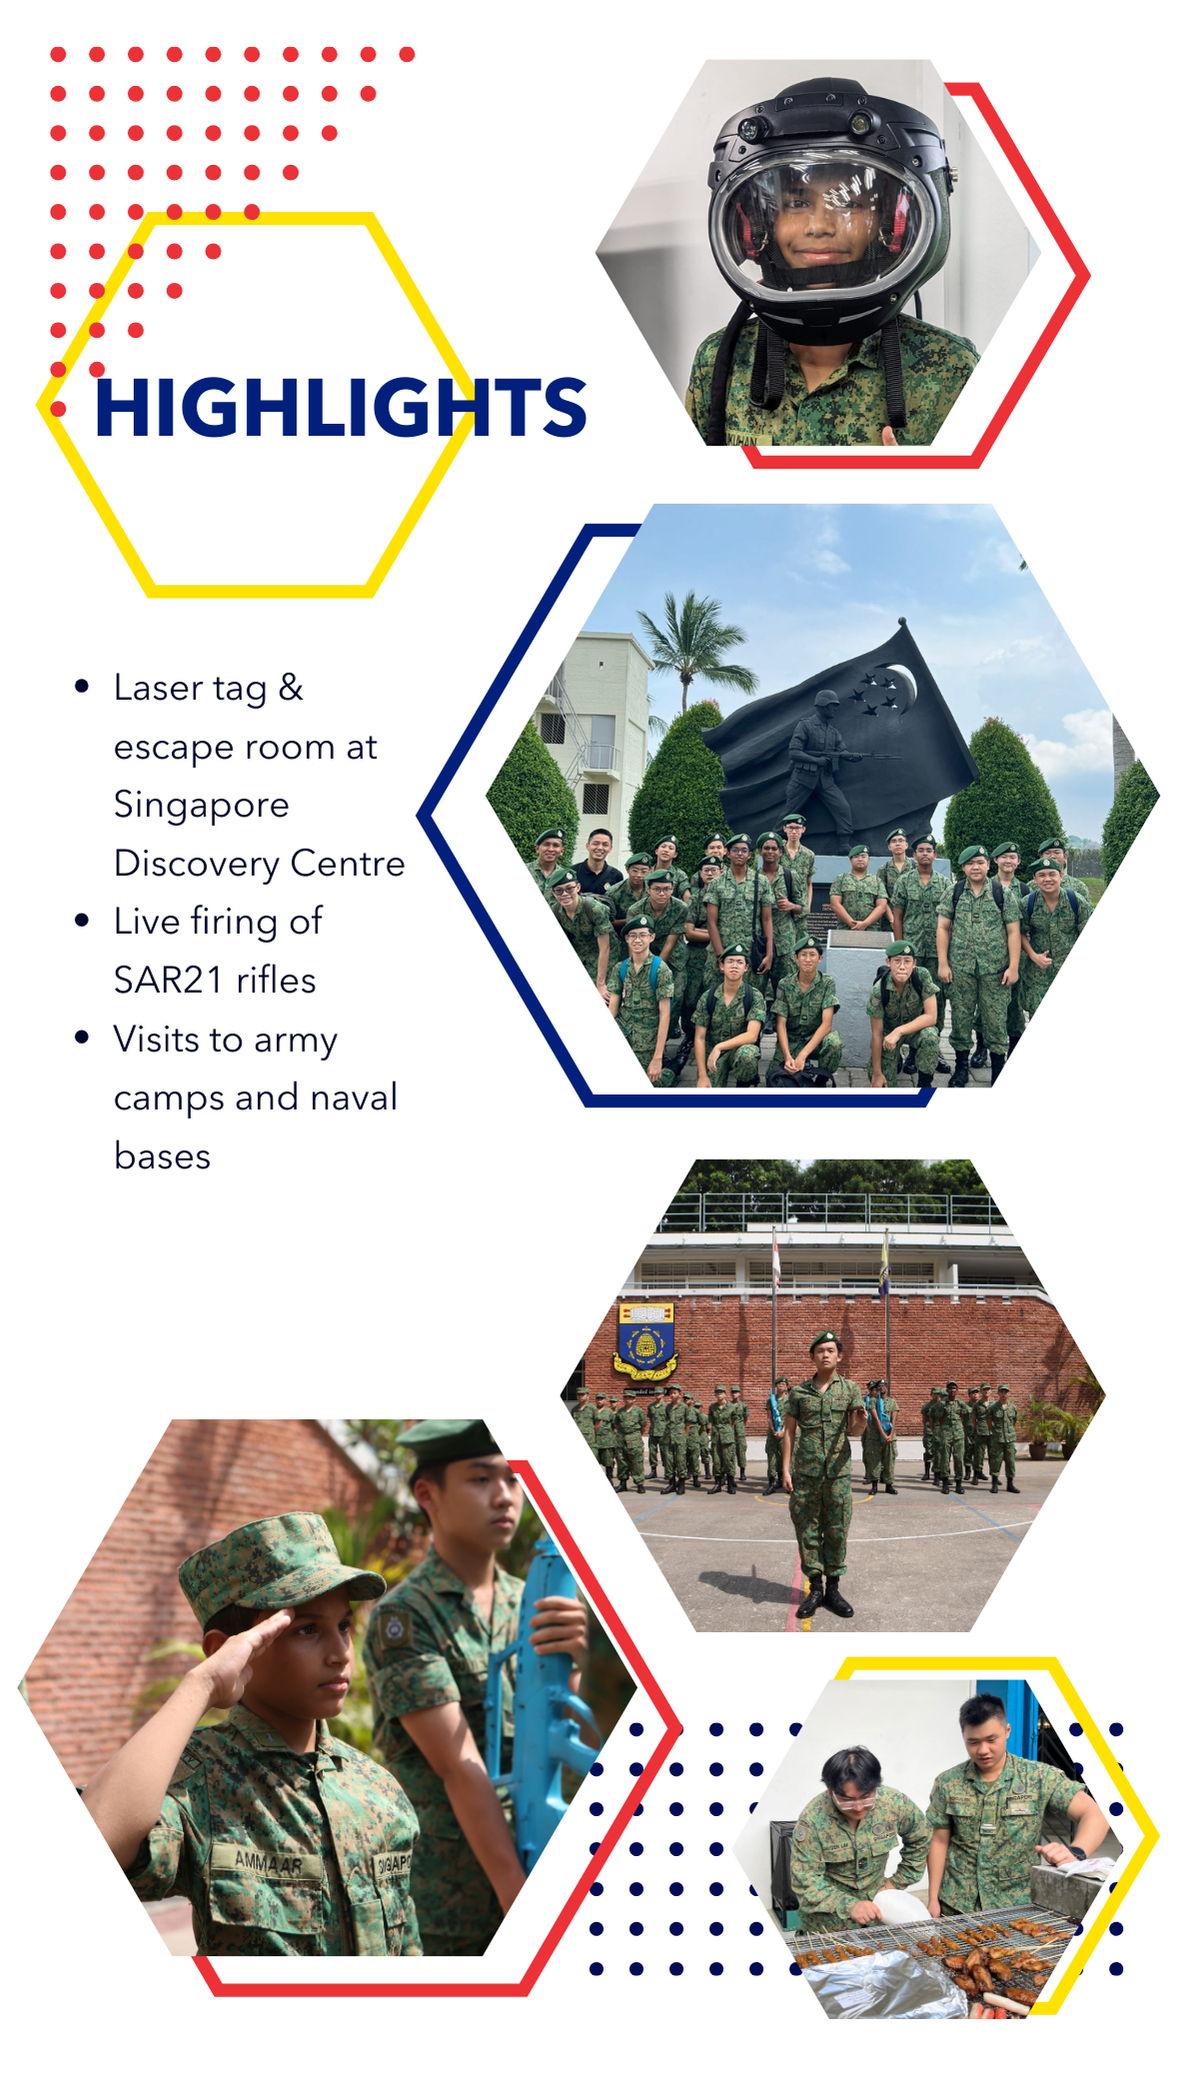 HIGHLIGHTS
• Laser tag &
escape room at
Singapore
Discovery Centre
• Live firing of
SAR21 rifles
• Visits to army
camps and naval
bases
AMMAAR